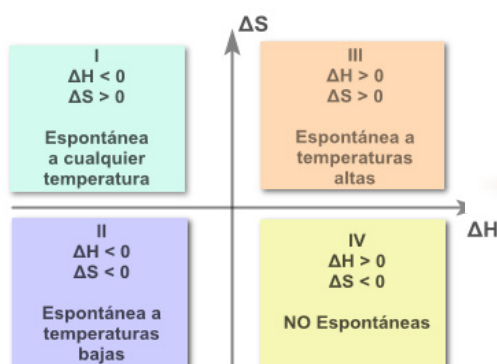 ΔS
I
ΔH < 0
ΔS > 0
Espontánea
a cualquier
temperatura
III
ΔH > 0
ΔS > 0
Espontánea a
temperaturas
altas
ΔH
II
ΔH < 0
ΔS < 0
Espontánea a
temperaturas
bajas
IV
ΔH > 0
ΔS < 0
NO Espontáneas